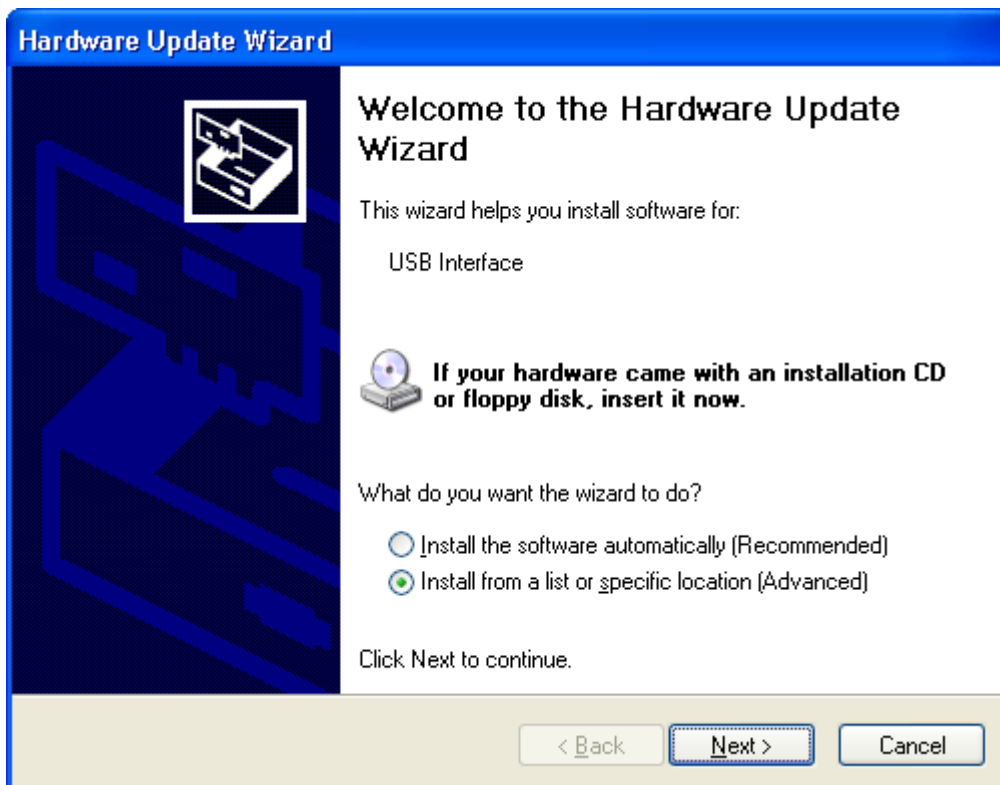 Hardware Update Wizard
Welcome to the Hardware Update
Wizard
This wizard helps you install software for:
USB Interface
If your hardware came with an installation CD
or floppy disk, insert it now.
What do you want the wizard to do?
Install the software automatically (Recommended)
Install from a list or specific location (Advanced)
Click Next to continue.
< Back
Next >
Cancel